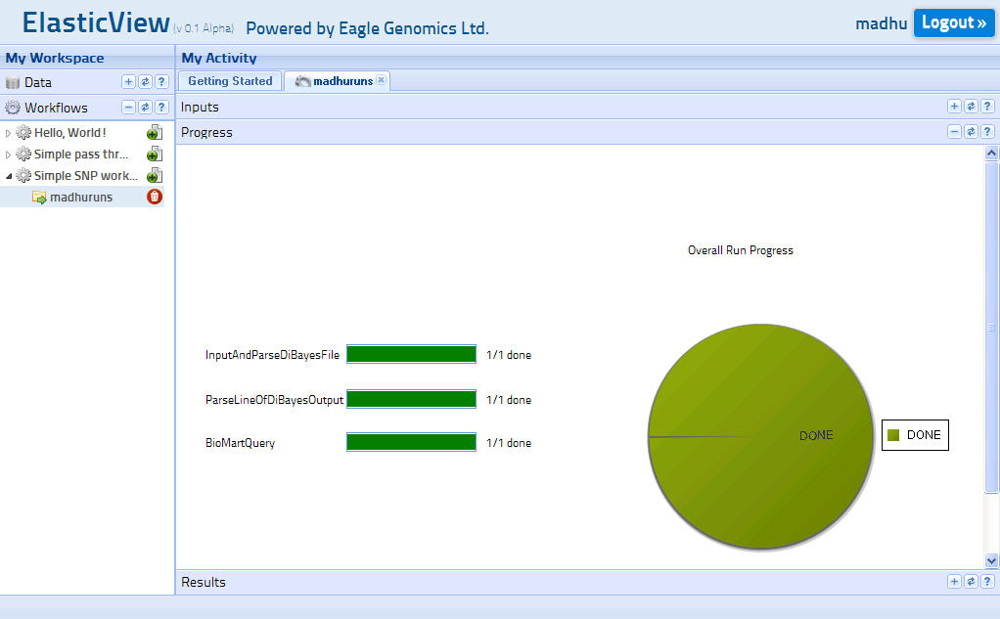 ElasticView (v 0.1 Alpha) Powered by Eagle Genomics Ltd.
madhu Logout »
My Workspace
My Activity
Data
Getting Started
madhuruns
Workflows
Inputs
Hello, World!
Progress
Simple pass thr...
Simple SNP work...
madhuruns
Overall Run Progress
InputAndParseDiBayesFile 1/1 done
ParseLineOfDiBayesOutput 1/1 done
BioMartQuery 1/1 done
DONE
DONE
Results